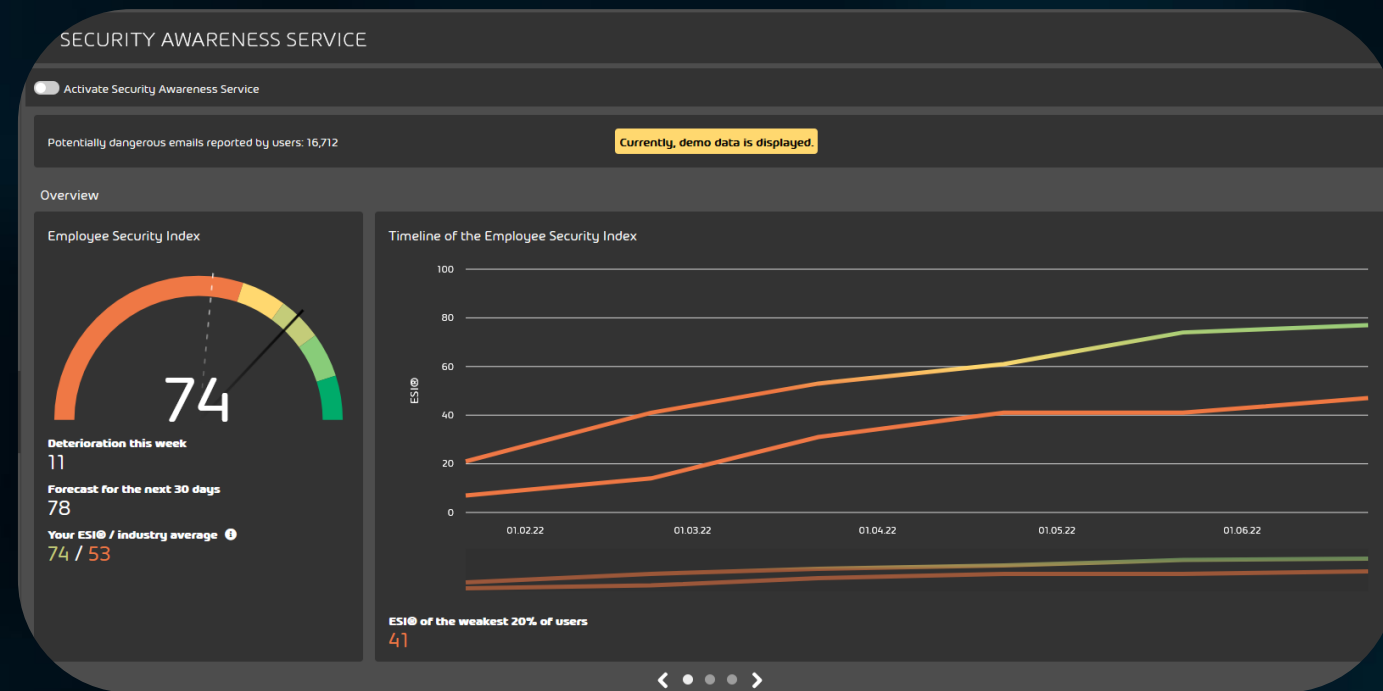 SECURITY AWARENESS SERVICE
Activate Security Awareness Service
Potentially dangerous emails reported by users: 16,712
Currently, demo data is displayed.
Overview
Employee Security Index
74
Deterioration this week
11
Forecast for the next 30 days
78
Your ESI® / industry average
74 / 53
Timeline of the Employee Security Index
100
80
60
40
20
0
ESI®
01.02.22
01.03.22
01.04.22
01.05.22
01.06.22
ESI® of the weakest 20% of users
41